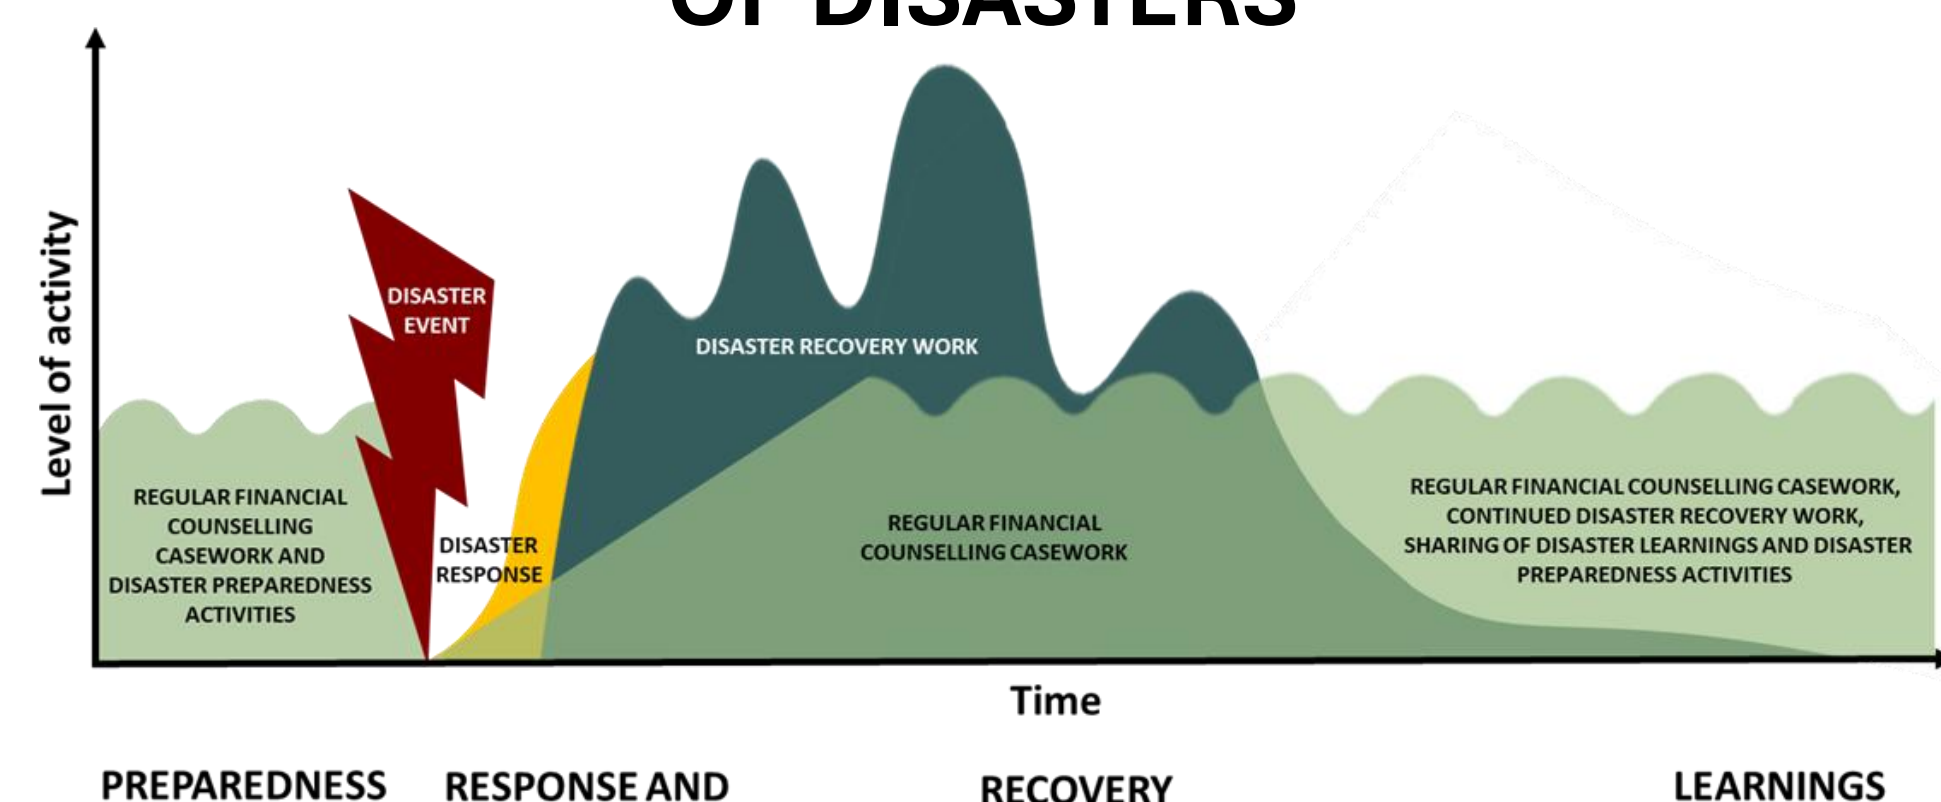 OF DISASTERS
Level of activity
DISASTER
EVENT
DISASTER RECOVERY WORK
REGULAR FINANCIAL
COUNSELLING
CASEWORK AND
DISASTER PREPAREDNESS
ACTIVITIES
DISASTER
RESPONSE
REGULAR FINANCIAL
COUNSELLING CASEWORK
REGULAR FINANCIAL COUNSELLING CASEWORK,
CONTINUED DISASTER RECOVERY WORK,
SHARING OF DISASTER LEARNINGS AND DISASTER
PREPAREDNESS ACTIVITIES
Time
PREPAREDNESS
RESPONSE AND
RECOVERY
LEARNINGS